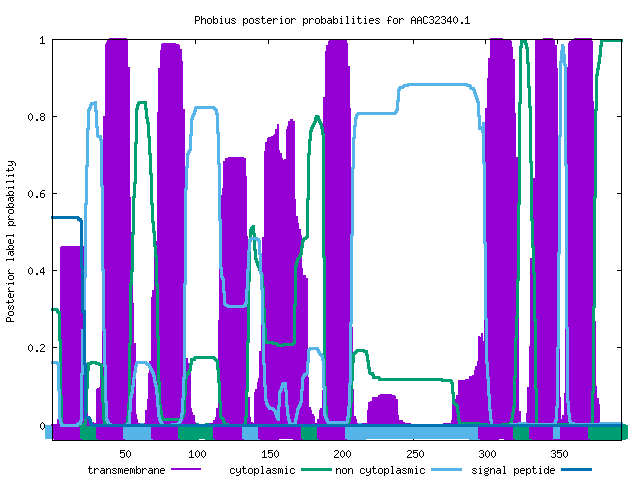 Phobius posterior probabilities for AAC32340.1
1
0.8
0.6
0.4
0.2
0
Posterior label probability
50 100 150 200 250 300 350
transmembrane cytoplasmic non cytoplasmic signal peptide